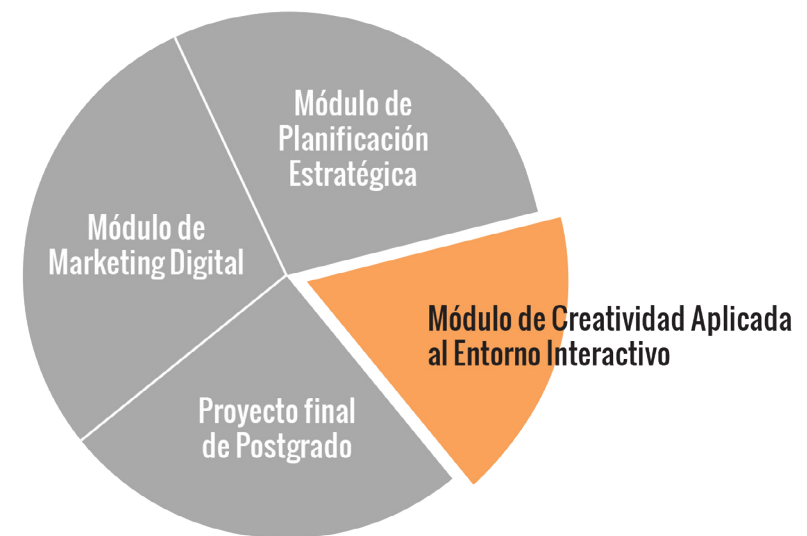 Módulo de
Planificación
Estratégica
Módulo de
Marketing Digital
Módulo de Creatividad Aplicada
al Entorno Interactivo
Proyecto final
de Postgrado